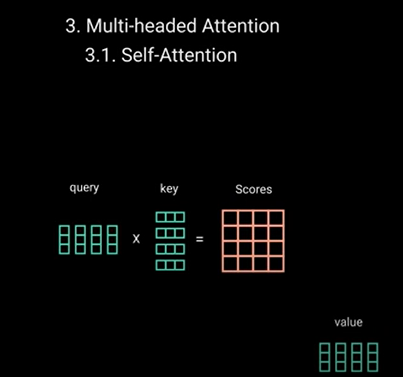 3. Multi-headed Attention
3.1. Self-Attention
query key Scores
x =
value